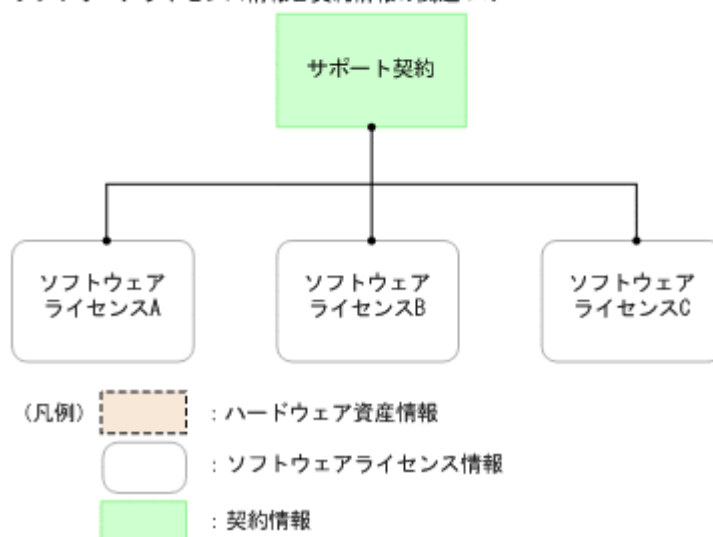 サポート契約
ソフトウェア
ライセンスA
ソフトウェア
ライセンスB
ソフトウェア
ライセンスC
（凡例）
：ハードウェア資産情報
：ソフトウェアライセンス情報
：契約情報